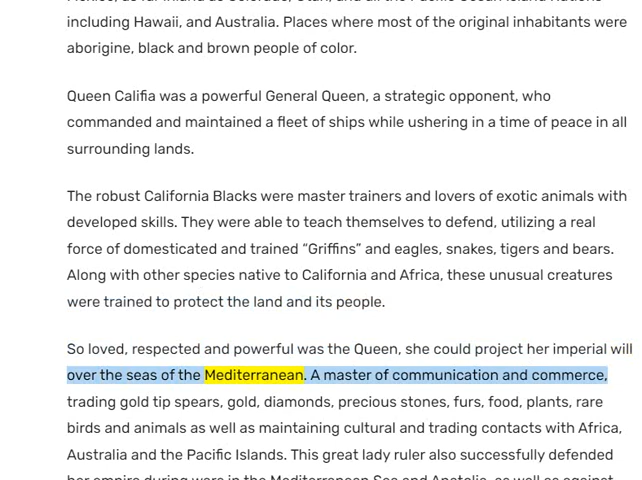 including Hawaii, and Australia. Places where most of the original inhabitants were
aborigine, black and brown people of color.
Queen Califia was a powerful General Queen, a strategic opponent, who
commanded and maintained a fleet of ships while ushering in a time of peace in all
surrounding lands.
The robust California Blacks were master trainers and lovers of exotic animals with
developed skills. They were able to teach themselves to defend, utilizing a real
force of domesticated and trained “Griffins” and eagles, snakes, tigers and bears.
Along with other species native to California and Africa, these unusual creatures
were trained to protect the land and its people.
So loved, respected and powerful was the Queen, she could project her imperial will
over the seas of the Mediterranean. A master of communication and commerce,
trading gold tip spears, gold, diamonds, precious stones, furs, food, plants, rare
birds and animals as well as maintaining cultural and trading contacts with Africa,
Australia and the Pacific Islands. This great lady ruler also successfully defended